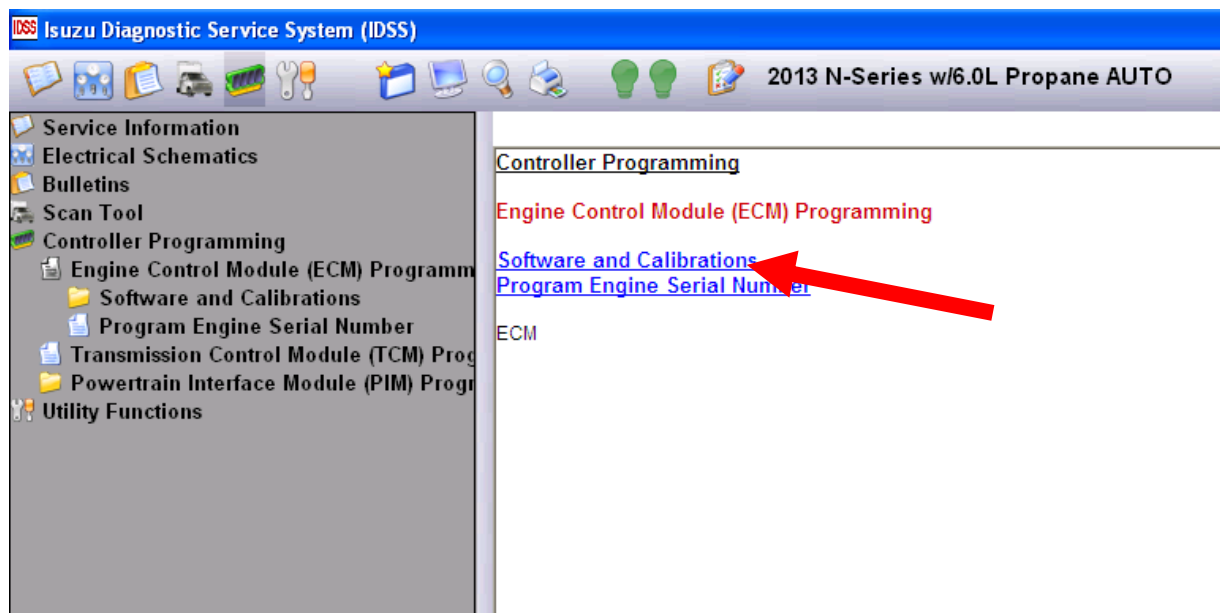 IDSS Isuzu Diagnostic Service System (IDSS)
2013 N-Series w/6.0L Propane AUTO
Service Information
Electrical Schematics
Bulletins
Scan Tool
Controller Programming
Engine Control Module (ECM) Programm
Software and Calibrations
Program Engine Serial Number
Transmission Control Module (TCM) Prog
Powertrain Interface Module (PIM) Progr
Utility Functions
Controller Programming
Engine Control Module (ECM) Programming
Software and Calibrations
Program Engine Serial Number
ECM